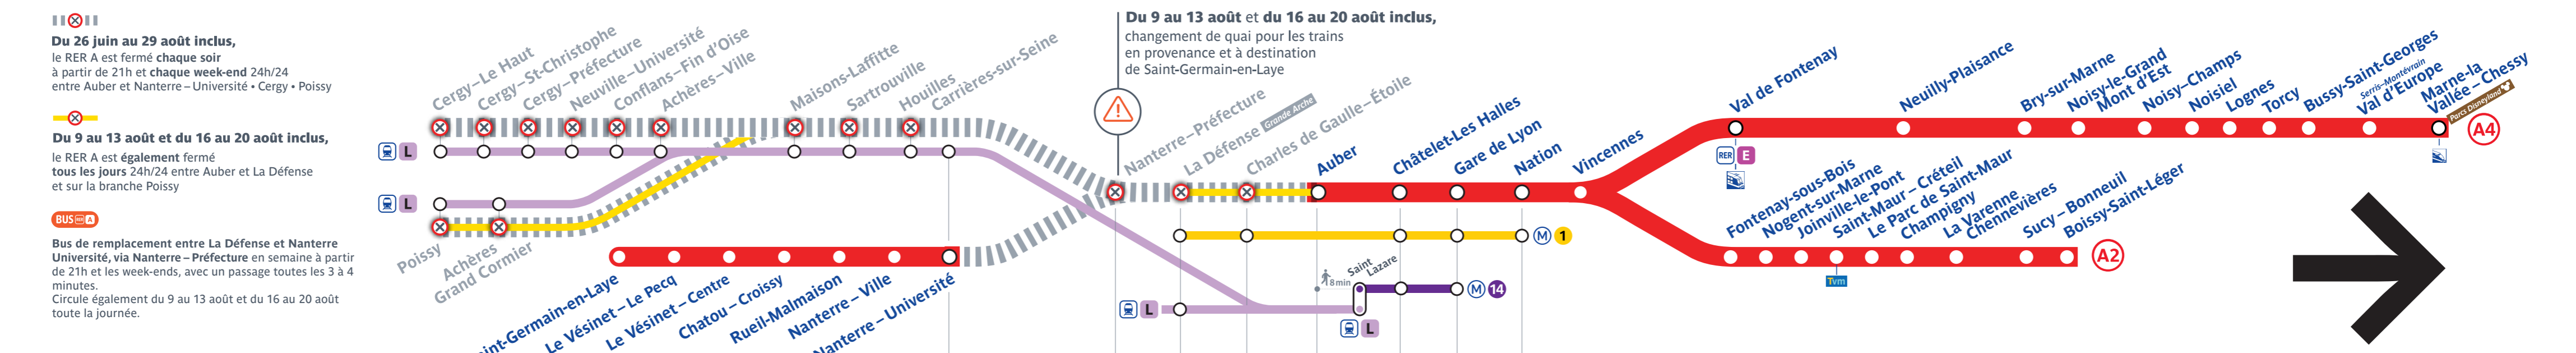 Du 26 juin au 29 août inclus,
le RER A est fermé chaque soir
à partir de 21h et chaque week-end 24h/24
entre Auber et Nanterre – Université • Cergy • Poissy
Du 9 au 13 août et du 16 au 20 août inclus,
le RER A est également fermé
tous les jours 24h/24 entre Auber et La Défense
et sur la branche Poissy
BUS RER A
Bus de remplacement entre La Défense et Nanterre
Université, via Nanterre – Préfecture en semaine à partir
de 21h et les week-ends, avec un passage toutes les 3 à 4
minutes.
Circule également du 9 au 13 août et du 16 au 20 août
toute la journée.
Cergy – Le Haut
Cergy – St-Christophe
Cergy – Préfecture
Neuville – Université
Conflans – Fin d'Oise
Achères – Ville
Maisons-Laffitte
Sartrouville
Houilles
Carrières-sur-Seine
L
L
Poissy
Achères
Grand Cormier
int-Germain-en-Laye
Le Vésinet – Le Pecq
Le Vésinet – Centre
Chatou – Croissy
Rueil-Malmaison
Nanterre – Ville
Nanterre – Université
Du 9 au 13 août et du 16 au 20 août inclus,
changement de quai pour les trains
en provenance et à destination
de Saint-Germain-en-Laye
Nanterre – Préfecture
La Défense Grande Arche
Charles de Gaulle – Étoile
Auber
Châtelet-Les Halles
Gare de Lyon
Nation
Vincennes
M 1
8 min
Saint
Lazare
M 14
L
L
Val de Fontenay
RER E
Neuilly-Plaisance
Bry-sur-Marne
Noisy-le-Grand
Mont d'Est
Noisy – Champs
Noisiel
Lognes
Torcy
Bussy-Saint-Georges
Serris-Montévrain
Val d'Europe
Marne-la
Vallée – Chessy
Parcs Disneyland
A4
Fontenay-sous-Bois
Nogent-sur-Marne
Joinville-le-Pont
Saint-Maur – Créteil
Le Parc de Saint-Maur
Champigny
La Varenne
Chennevières
Sucy – Bonneuil
Boissy-Saint-Léger
Tvm
A2